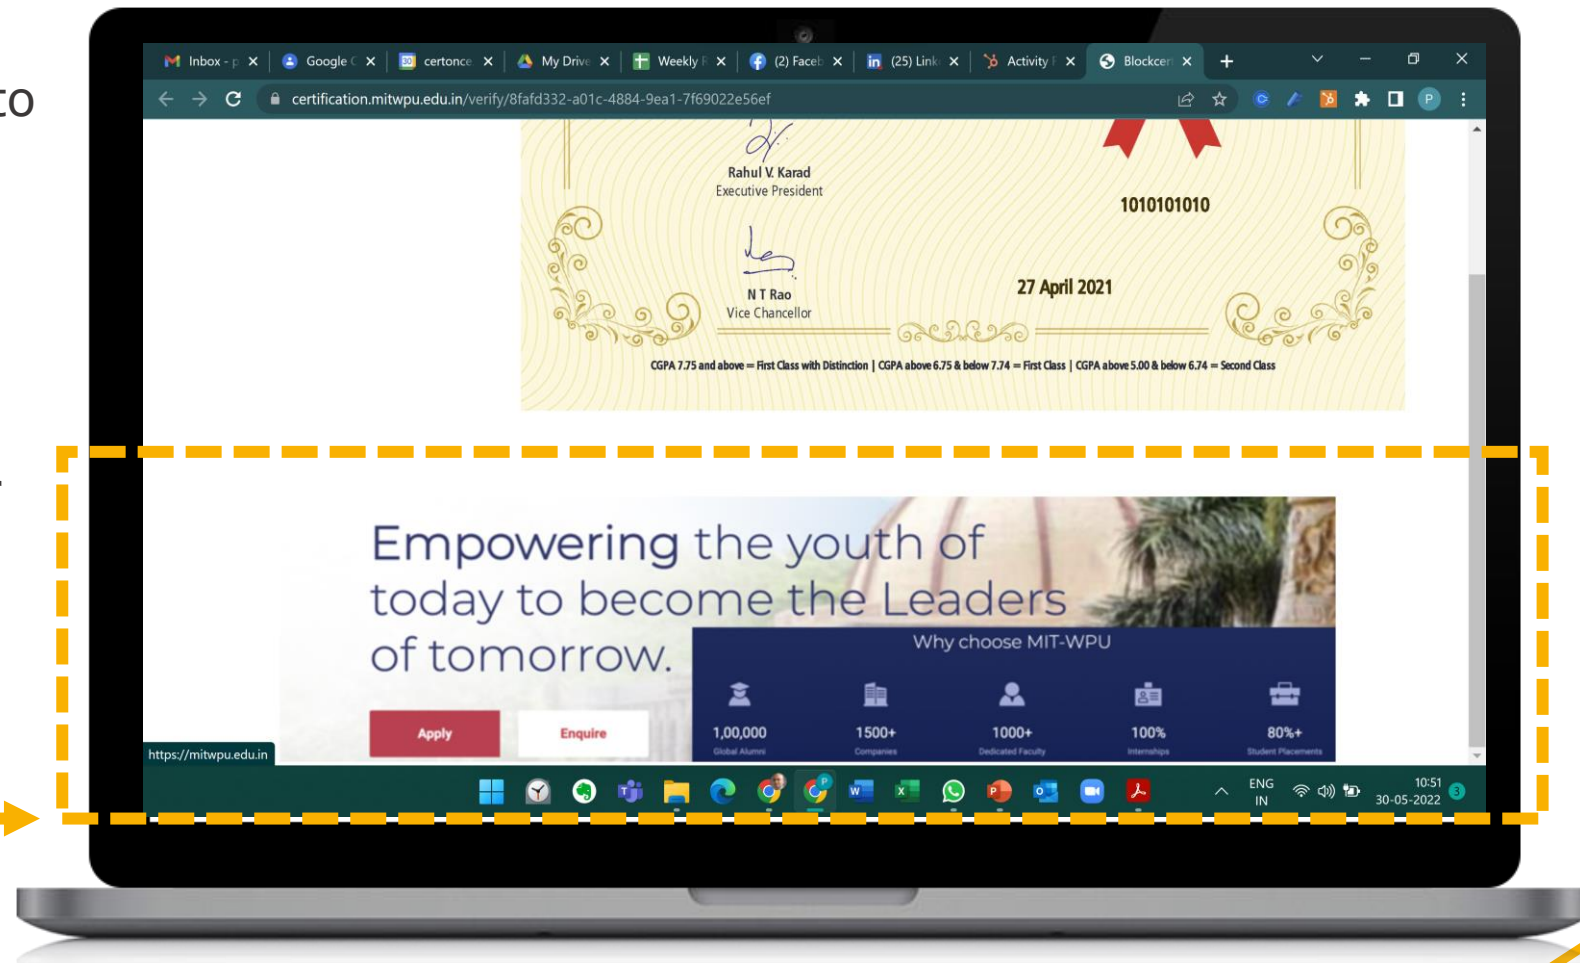 to
Inbox - p
Google C
certonce
My Drive
Weekly R
(2) Faceb
(25) Link
Activity F
Blockcer
certification.mitwpu.edu.in/verify/8fafd332-a01c-4884-9ea1-7f69022e56ef
P
Rahul V. Karad
Executive President
1010101010
N T Rao
Vice Chancellor
27 April 2021
CGPA 7.75 and above = First Class with Distinction | CGPA above 6.75 & below 7.74 = First Class | CGPA above 5.00 & below 6.74 = Second Class
Empowering the youth of
today to become the Leaders
of tomorrow.
Why choose MIT-WPU
1,00,000
Global Alumni
1500+
Companies
1000+
Dedicated Faculty
100%
Internships
80%+
Student Placements
Apply
Enquire
https://mitwpu.edu.in
ENG
IN
10:51
30-05-2022
3